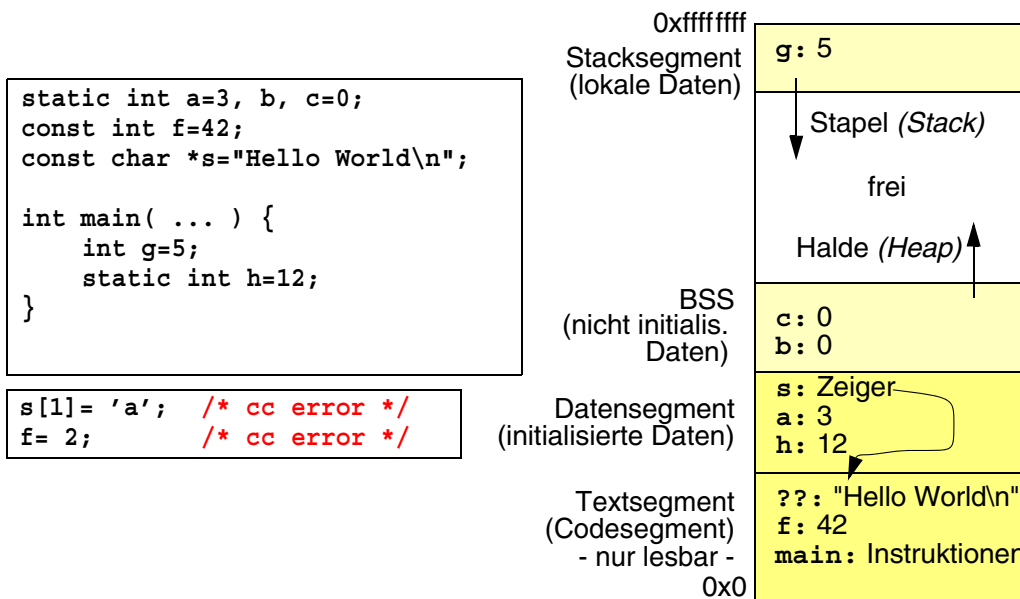 static int a=3, b, c=0;
const int f=42;
const char *s="Hello World\n";
int main( ... ) {
int g=5;
static int h=12;
}
s[1]= ’a’; /* cc error */
f= 2; /* cc error */
0xffffffff
Stacksegment
(lokale Daten)
g: 5
Stapel (Stack)
frei
Halde (Heap)
BSS
(nicht initialis.
Daten)
c: 0
b: 0
Datensegment
(initialisierte Daten)
s: Zeiger
a: 3
h: 12
Textsegment
(Codesegment)
- nur lesbar -
0x0
??: "Hello World\n"
f: 42
main: Instruktionen